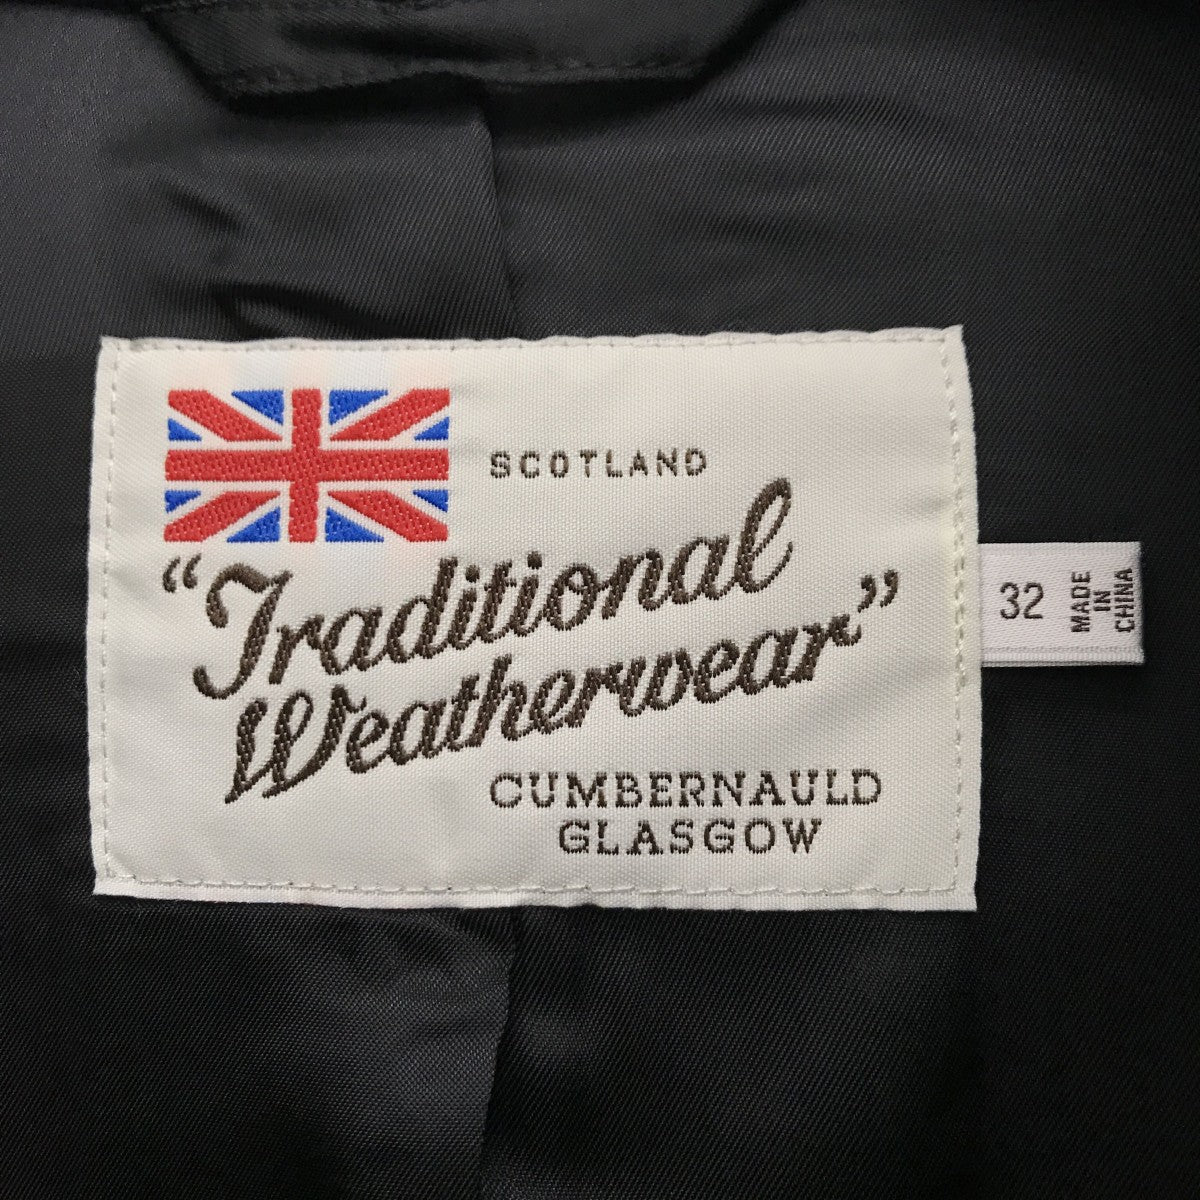 SCOTLAND
“Traditional
Weatherwear”
CUMBERNAULD
GLASGOW
32
MADE
IN
CHINA